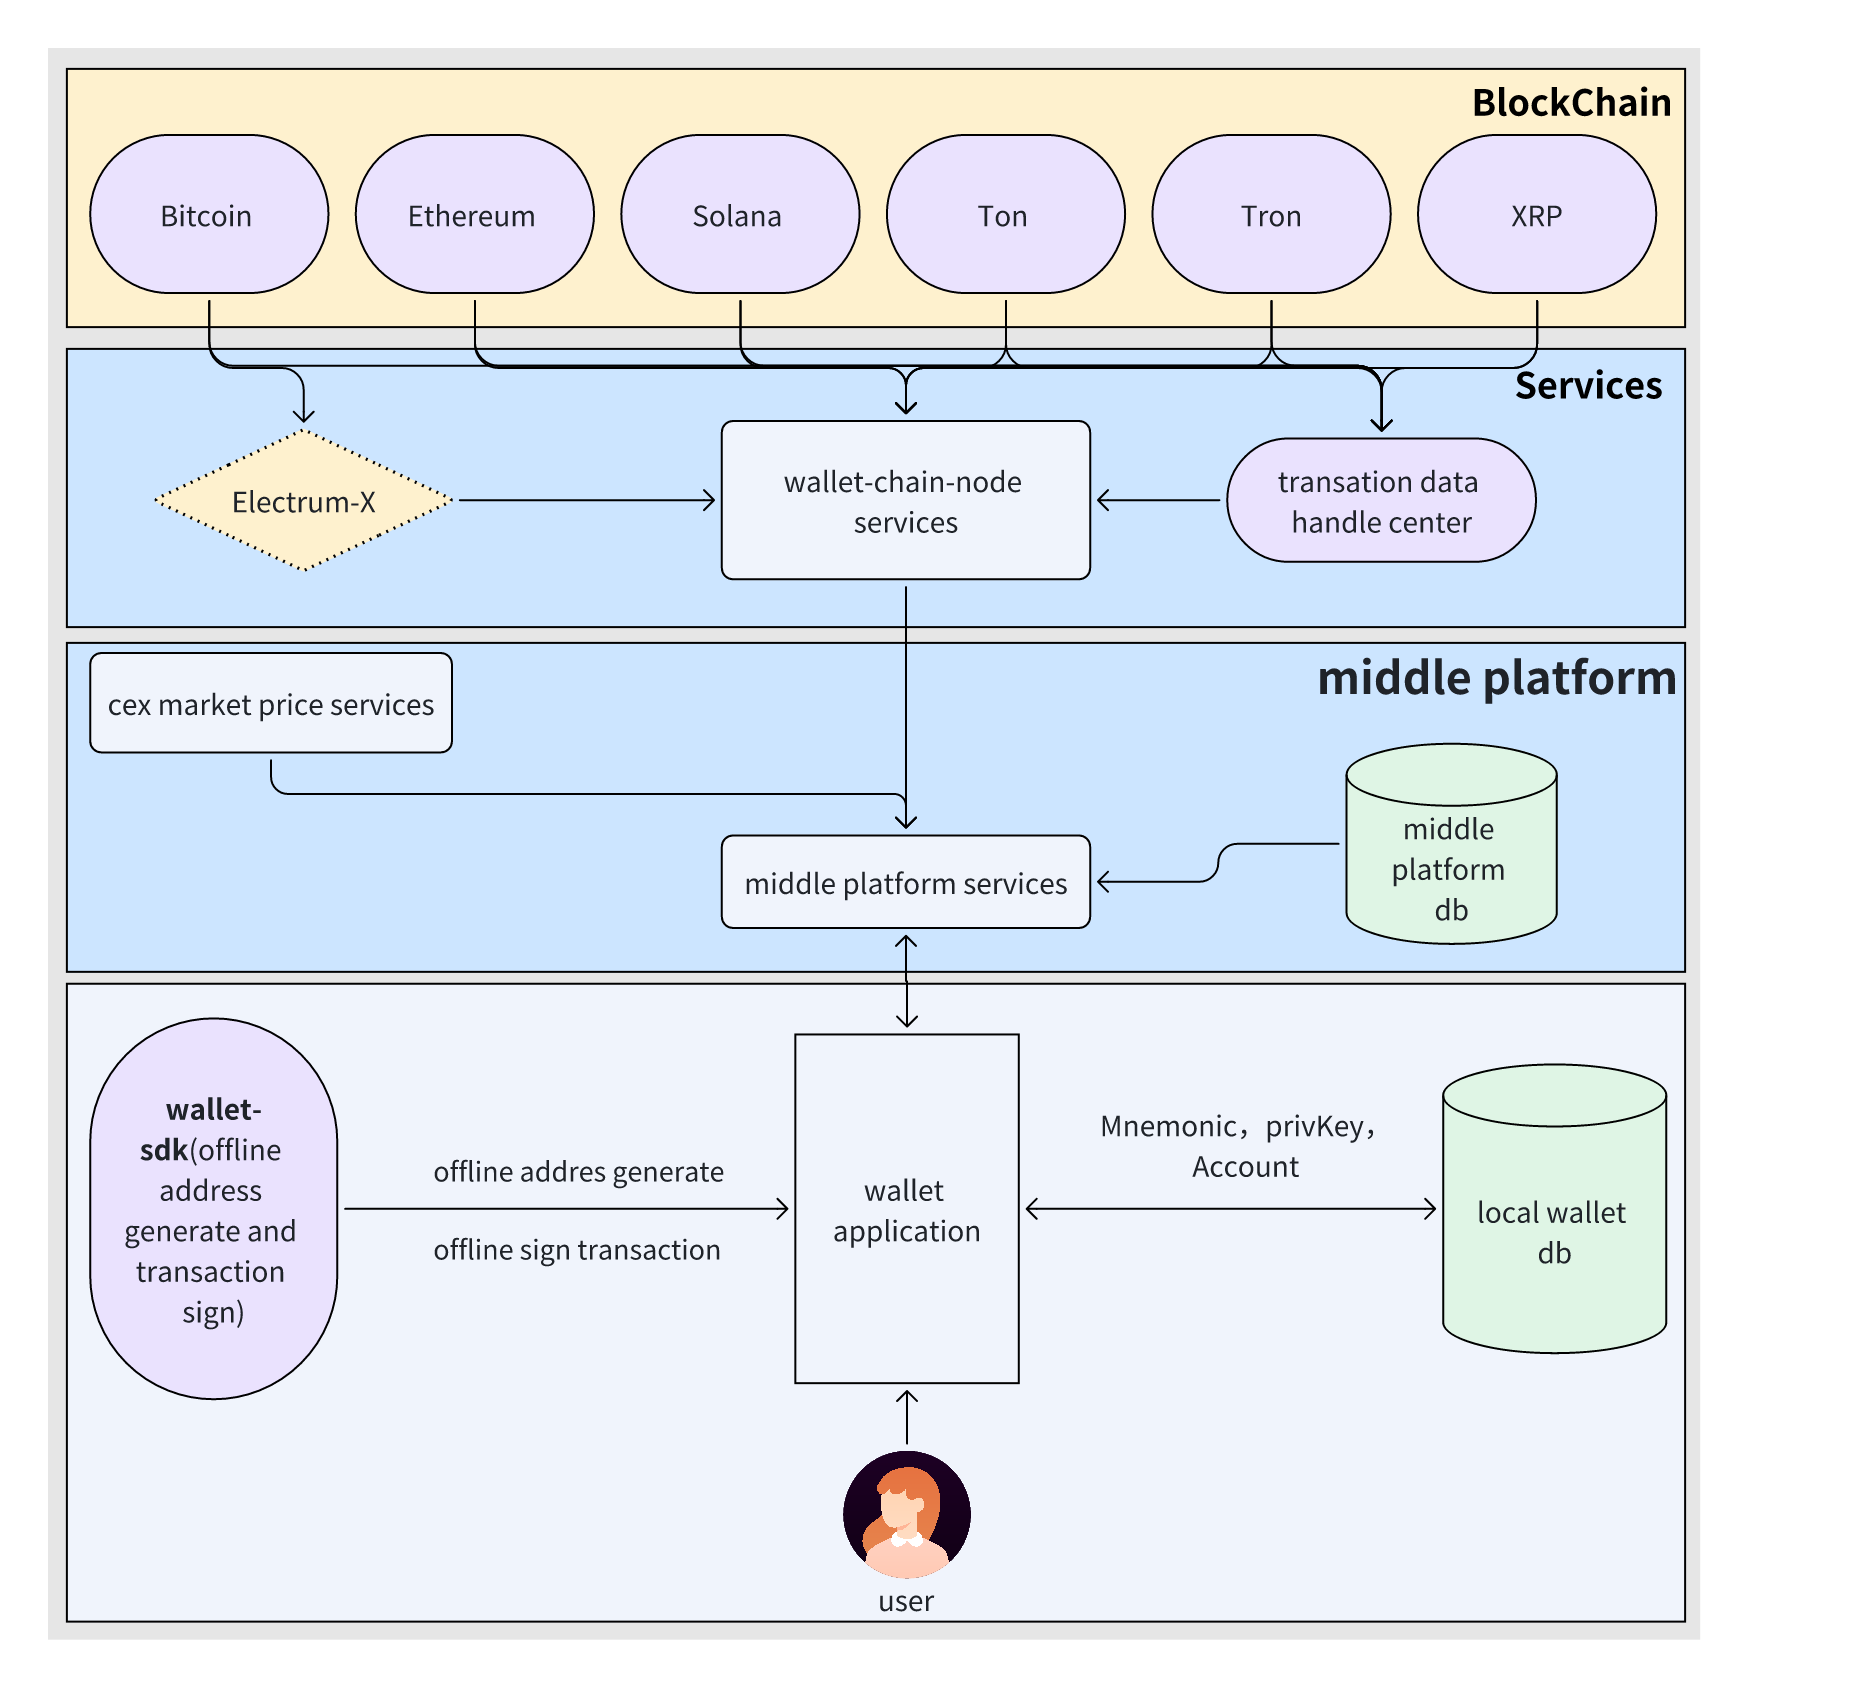 BlockChain
Bitcoin
Ethereum
Solana
Ton
Tron
XRP
Services
Electrum-X
wallet-chain-node
services
transation data
handle center
cex market price services
middle platform
middle
platform
db
middle platform services
wallet-
sdk(offline
address
generate and
transaction
sign)
offline addres generate
offline sign transaction
wallet
application
Mnemonic，privKey，
Account
local wallet
db
user